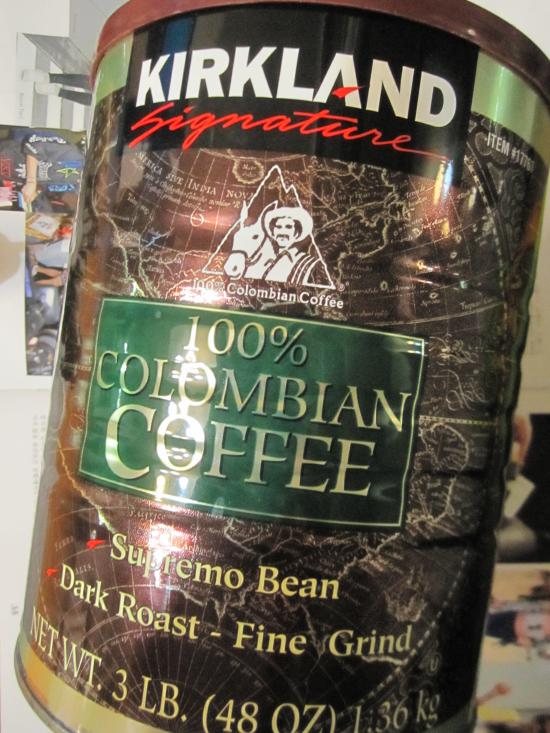 KIRKLAND
Signature
100% Colombian Coffee
100%
COLOMBIAN
COFFEE
Supremo Bean
Dark Roast - Fine Grind
NET WT. 3 LB. (48 OZ) 1.36 kg